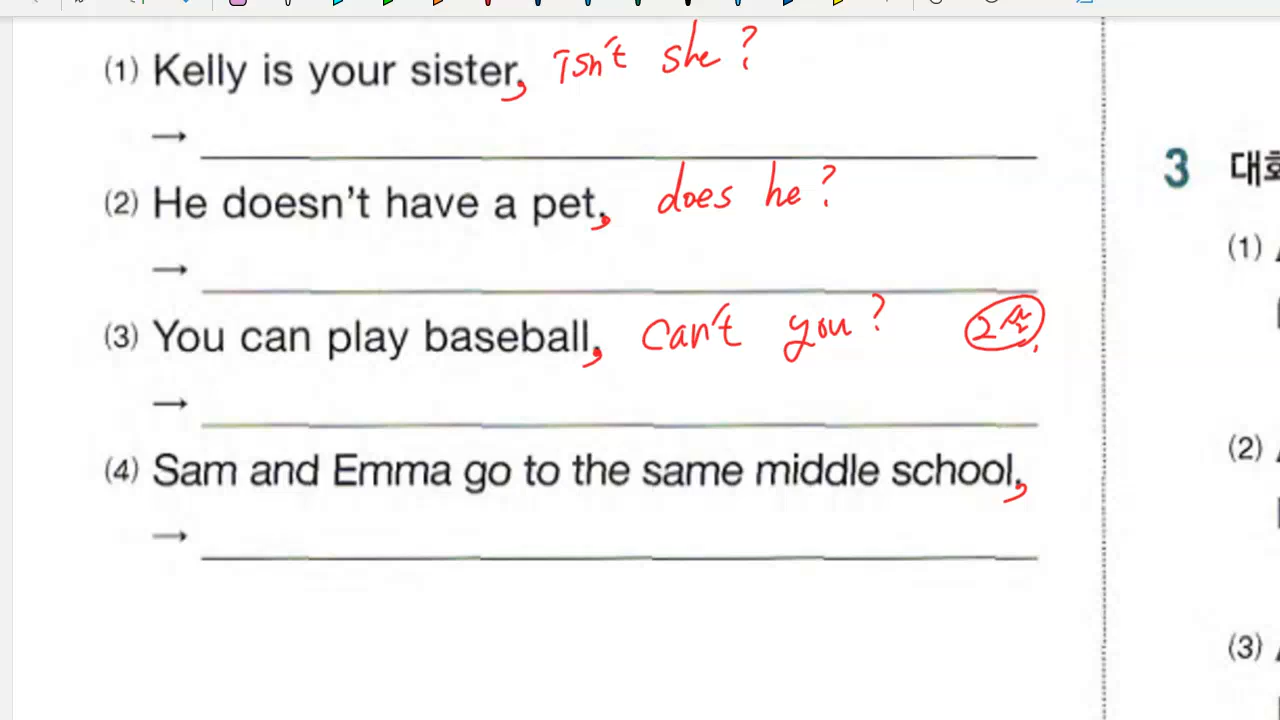 (1) Kelly is your sister, isn't she?
→
(2) He doesn't have a pet, does he?
→
(3) You can play baseball, can't you?
→
(4) Sam and Emma go to the same middle school,
→
3
(1)
(2)
(3)